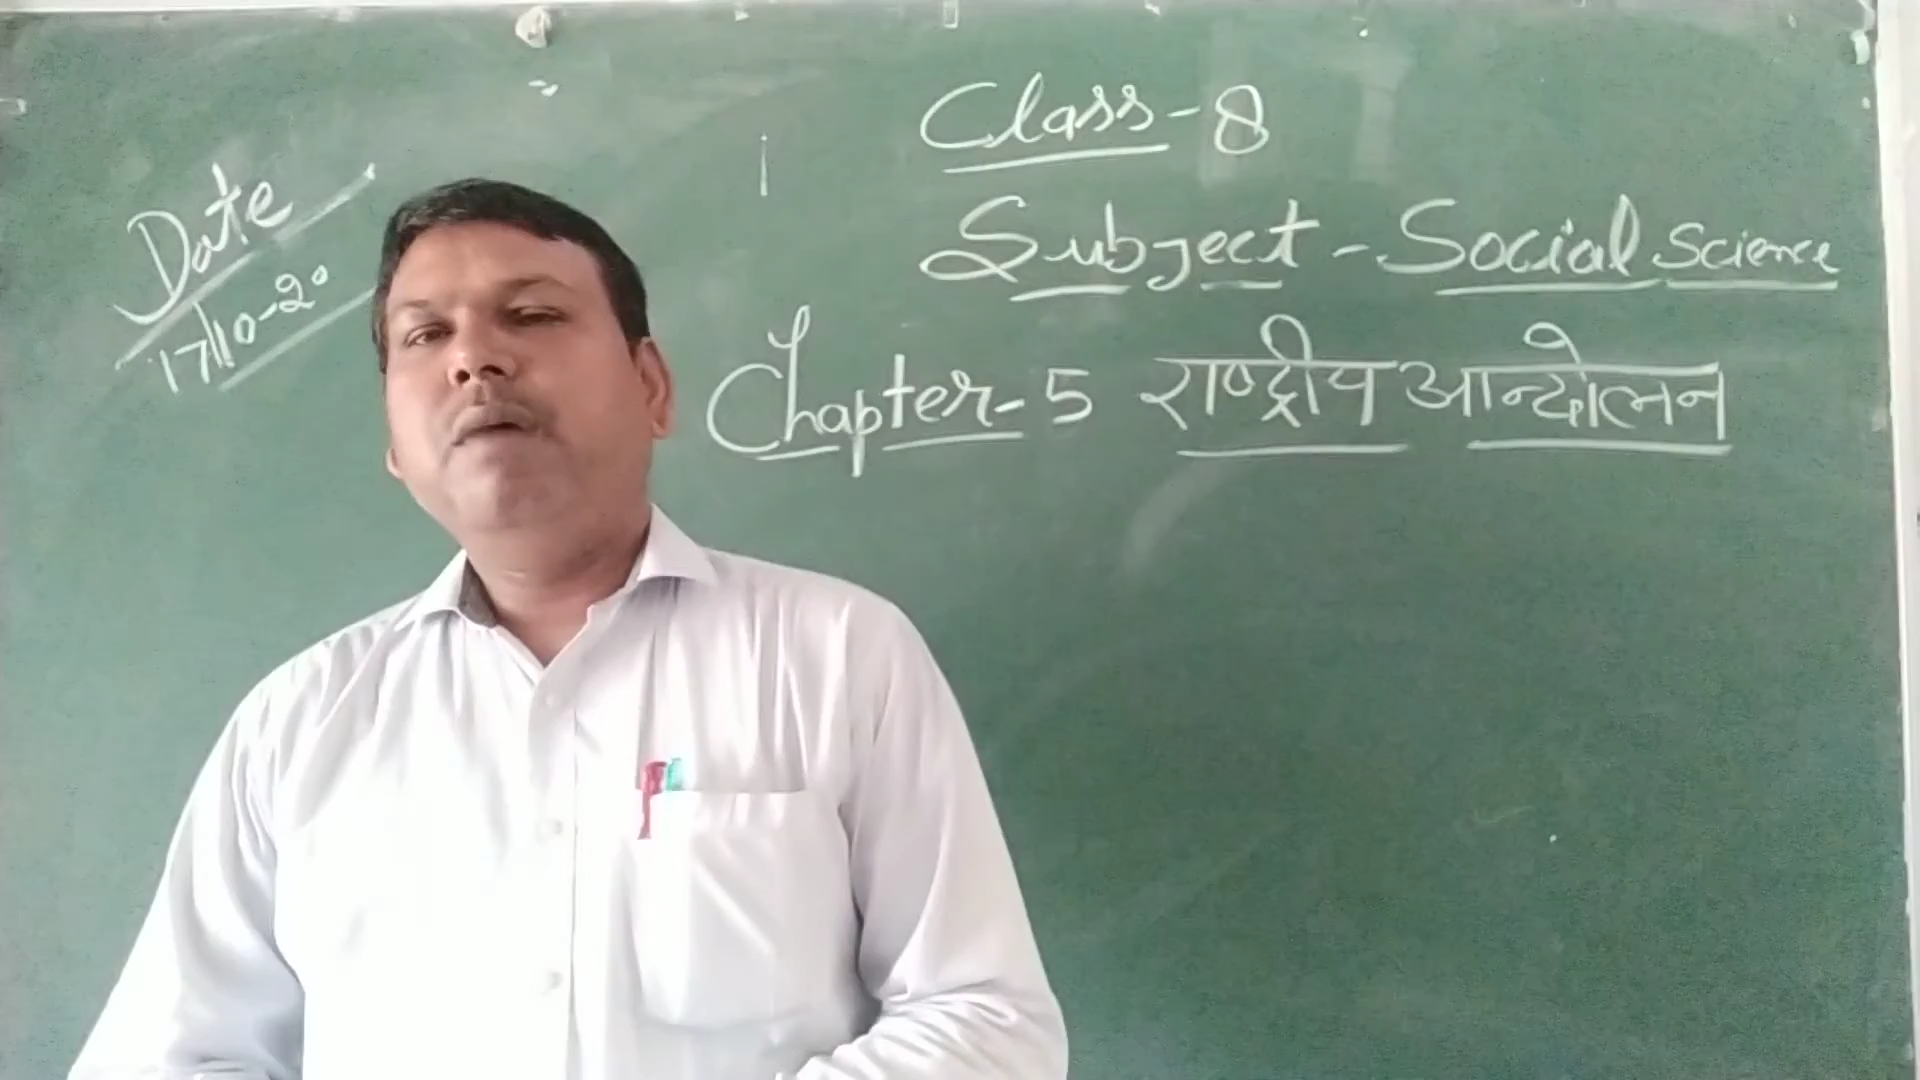 Date
17/10-20
Class-8
Subject - Social Science
Chapter-5 राष्ट्रीय आन्दोलन